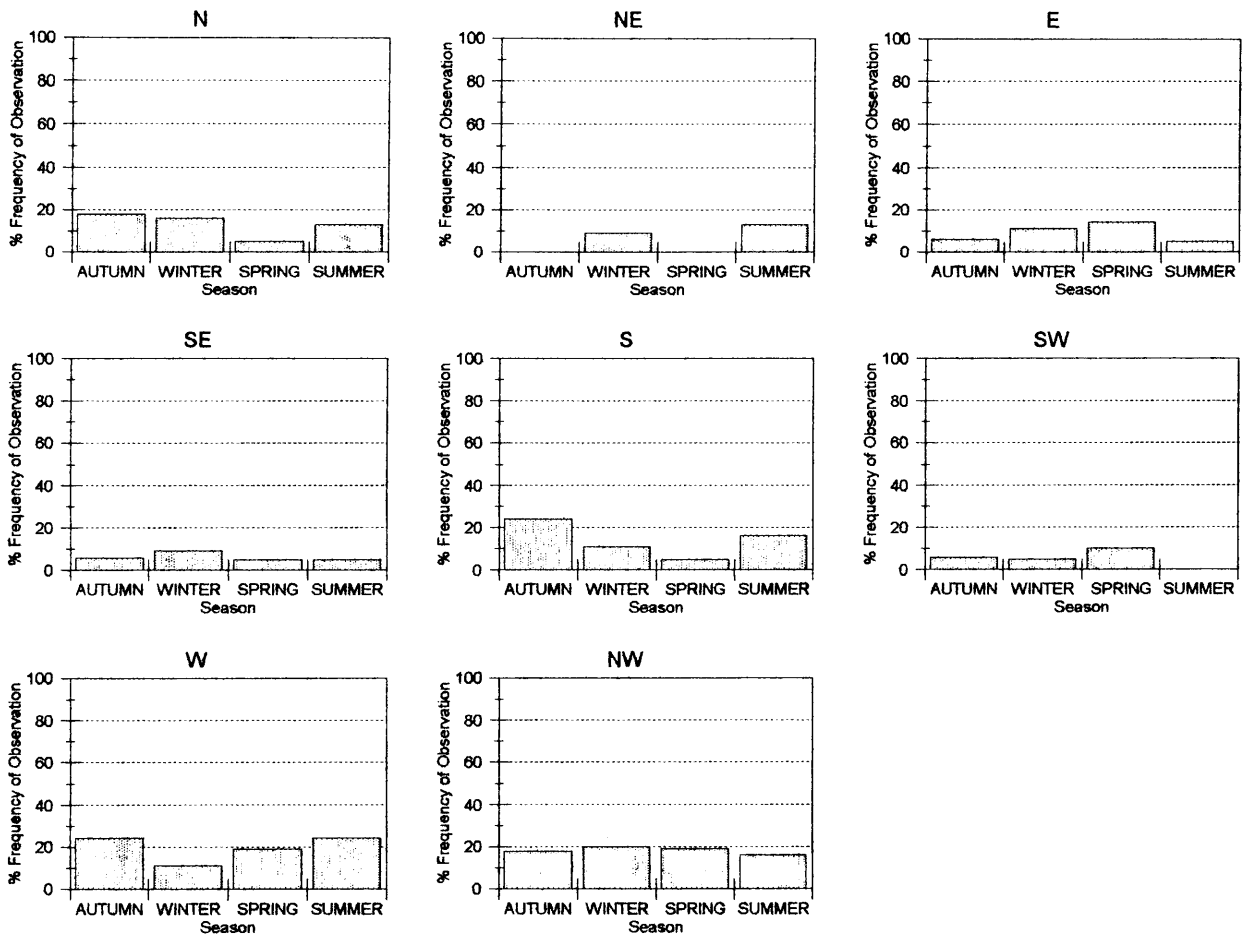 N
% Frequency of Observation
100
80
60
40
20
0
AUTUMN WINTER SPRING SUMMER
Season
NE
% Frequency of Observation
100
80
60
40
20
0
AUTUMN WINTER SPRING SUMMER
Season
E
% Frequency of Observation
100
80
60
40
20
0
AUTUMN WINTER SPRING SUMMER
Season
SE
% Frequency of Observation
100
80
60
40
20
0
AUTUMN WINTER SPRING SUMMER
Season
S
% Frequency of Observation
100
80
60
40
20
0
AUTUMN WINTER SPRING SUMMER
Season
SW
% Frequency of Observation
100
80
60
40
20
0
AUTUMN WINTER SPRING SUMMER
Season
W
% Frequency of Observation
100
80
60
40
20
0
AUTUMN WINTER SPRING SUMMER
Season
NW
% Frequency of Observation
100
80
60
40
20
0
AUTUMN WINTER SPRING SUMMER
Season